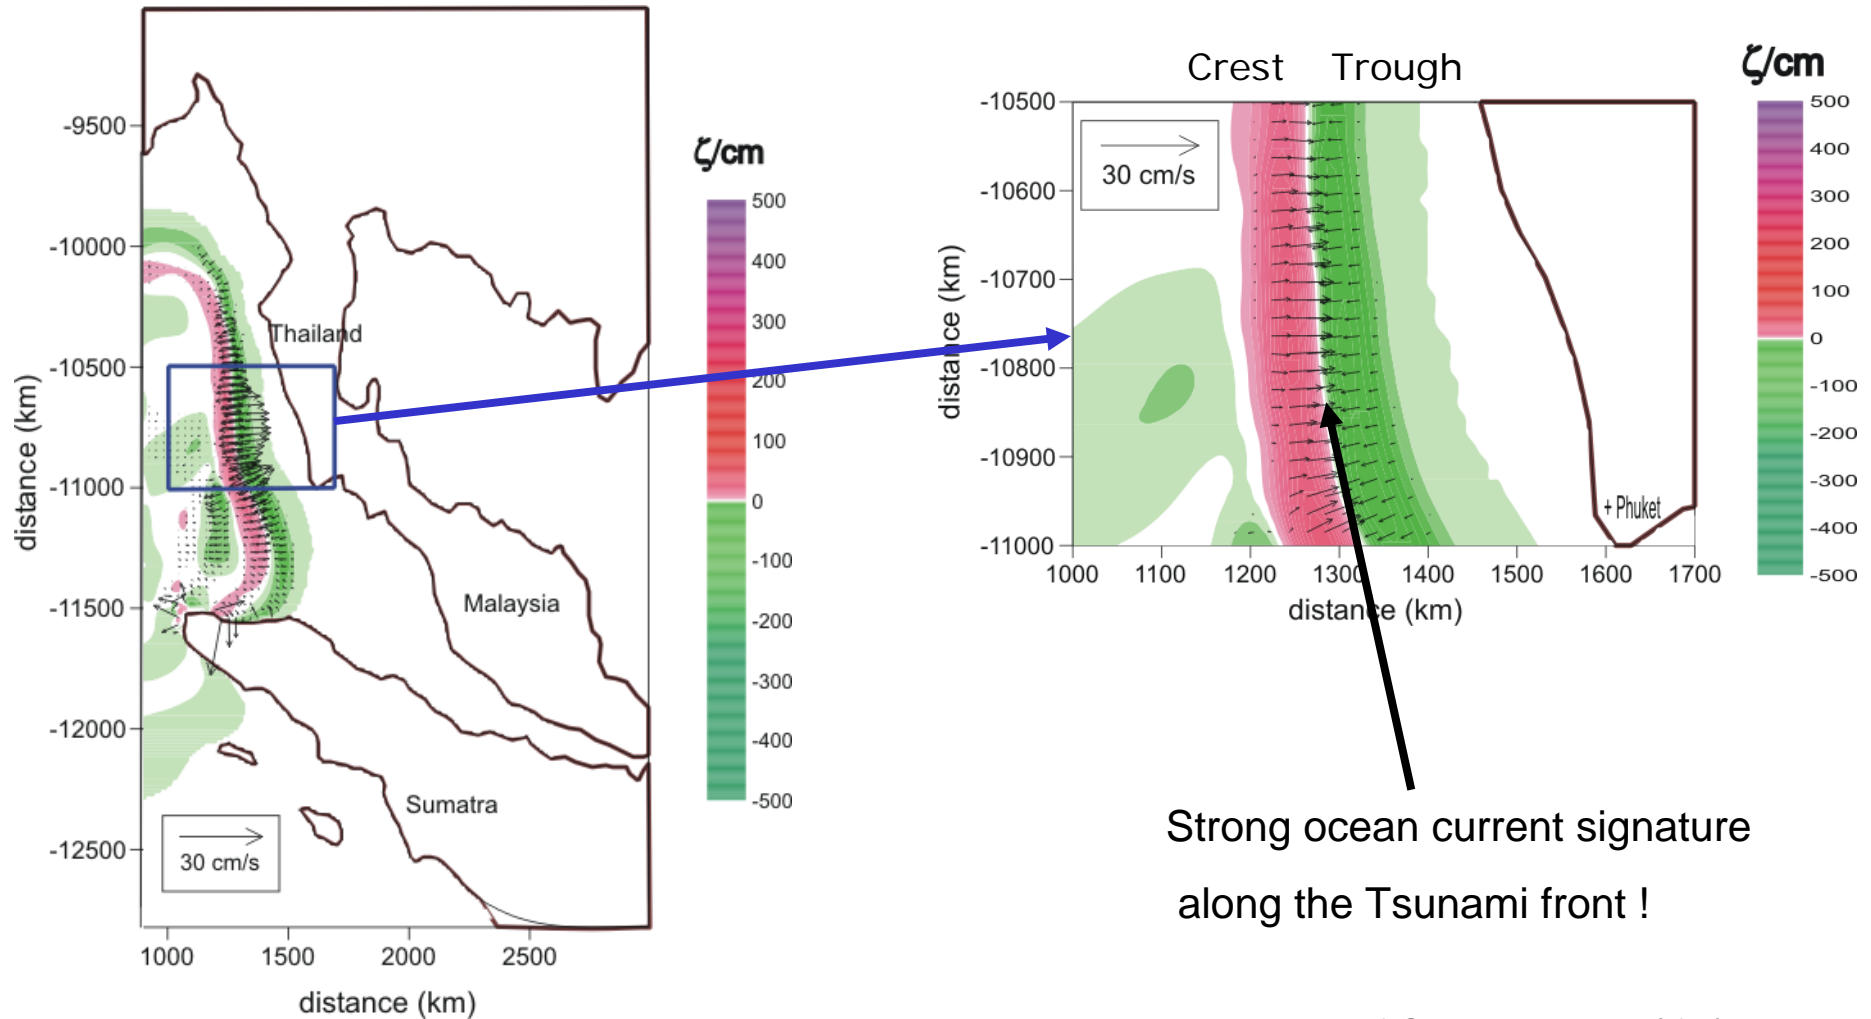 -9500
-10000
-10500
-11000
-11500
-12000
-12500
distance (km)
1000 1500 2000 2500
distance (km)
Thailand
Malaysia
Sumatra
30 cm/s
ζ/cm
500
400
300
200
100
0
-100
-200
-300
-400
-500
Crest Trough
-10500
-10600
-10700
-10800
-10900
-11000
distance (km)
30 cm/s
+ Phuket
1000 1100 1200 1300 1400 1500 1600 1700
distance (km)
ζ/cm
500
400
300
200
100
0
-100
-200
-300
-400
-500
Strong ocean current signature
along the Tsunami front !